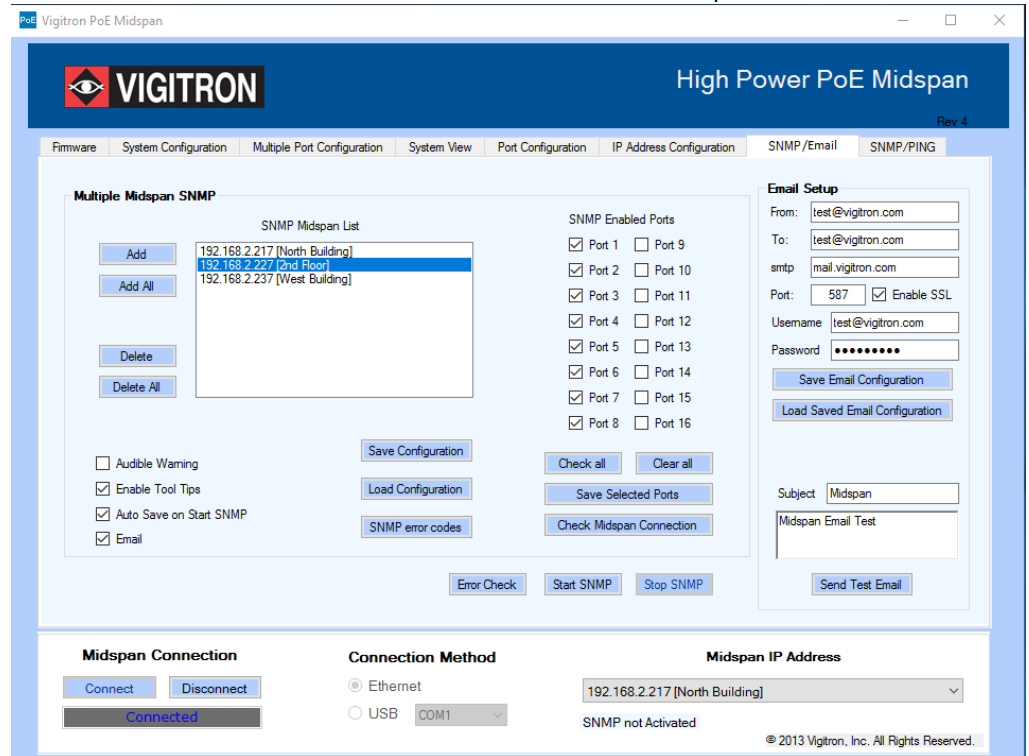 PoE Vigitron PoE Midspan
VIGITRON
High Power PoE Midspan
Rev 4
Firmware System Configuration Multiple Port Configuration System View Port Configuration IP Address Configuration SNMP/Email SNMP/PING
Multiple Midspan SNMP
SNMP Midspan List
Add
Add All
Delete
Delete All
192.168.2.217 [North Building]
192.168.2.227 [2nd Floor]
192.168.2.237 [West Building]
SNMP Enabled Ports
Port 1 Port 9
Port 2 Port 10
Port 3 Port 11
Port 4 Port 12
Port 5 Port 13
Port 6 Port 14
Port 7 Port 15
Port 8 Port 16
Audible Warning
Enable Tool Tips
Auto Save on Start SNMP
Email
Save Configuration
Load Configuration
SNMP error codes
Check all Clear all
Save Selected Ports
Check Midspan Connection
Error Check Start SNMP Stop SNMP
Email Setup
From: test@vigitron.com
To: test@vigitron.com
smtp mail.vigitron.com
Port: 587 Enable SSL
Username test@vigitron.com
Password •••••••••
Save Email Configuration
Load Saved Email Configuration
Subject Midspan
Midspan Email Test
Send Test Email
Midspan Connection
Connect Disconnect
Connected
Connection Method
Ethernet
USB COM1
Midspan IP Address
192.168.2.217 [North Building]
SNMP not Activated
© 2013 Vigitron, Inc. All Rights Reserved.